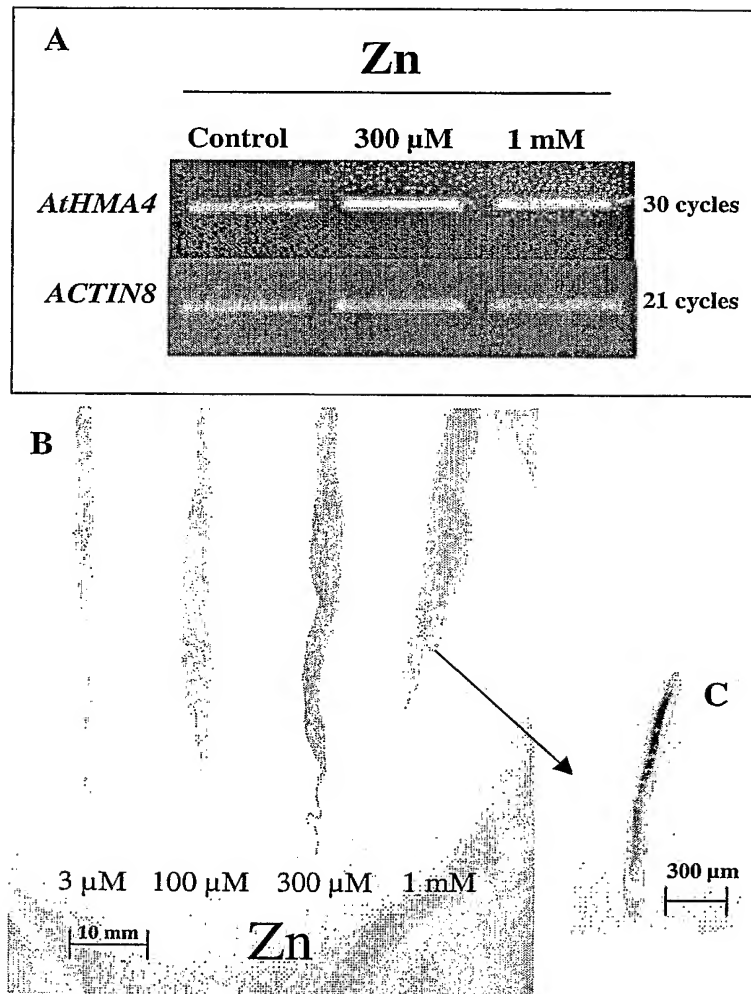 A
Zn
Control 300 µM 1 mM
AtHMA4 30 cycles
ACTIN8 21 cycles
B
C
3 µM 100 µM 300 µM 1 mM
300 µm
10 mm
Zn